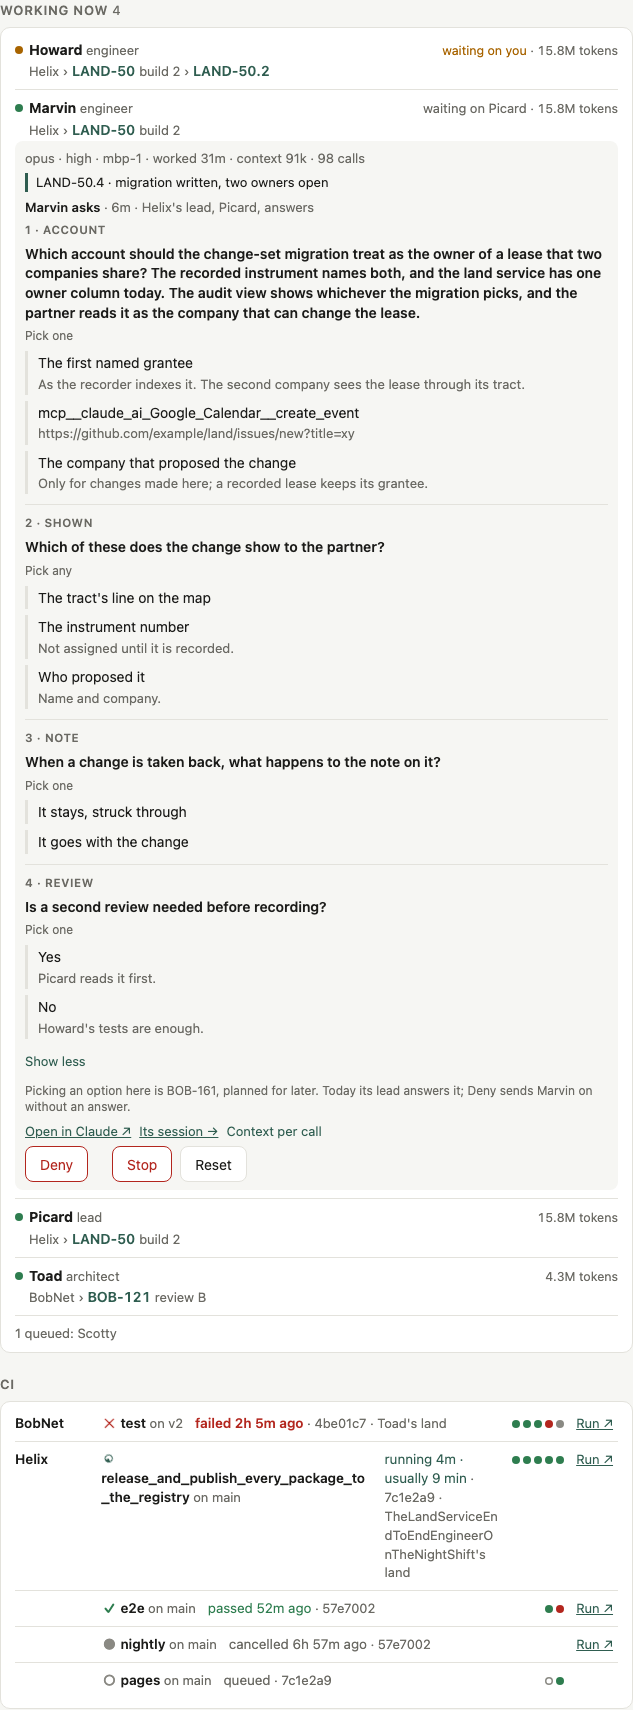 WORKING NOW 4
Howard engineer
waiting on you · 15.8M tokens
Helix › LAND-50 build 2 › LAND-50.2
Marvin engineer
waiting on Picard · 15.8M tokens
Helix › LAND-50 build 2
opus · high · mbp-1 · worked 31m · context 91k · 98 calls
LAND-50.4 · migration written, two owners open
Marvin asks · 6m · Helix's lead, Picard, answers
1 · ACCOUNT
Which account should the change-set migration treat as the owner of a lease that two
companies share? The recorded instrument names both, and the land service has one
owner column today. The audit view shows whichever the migration picks, and the
partner reads it as the company that can change the lease.
Pick one
The first named grantee
As the recorder indexes it. The second company sees the lease through its tract.
mcp__claude_ai_Google_Calendar__create_event
https://github.com/example/land/issues/new?title=xy
The company that proposed the change
Only for changes made here; a recorded lease keeps its grantee.
2 · SHOWN
Which of these does the change show to the partner?
Pick any
The tract's line on the map
The instrument number
Not assigned until it is recorded.
Who proposed it
Name and company.
3 · NOTE
When a change is taken back, what happens to the note on it?
Pick one
It stays, struck through
It goes with the change
4 · REVIEW
Is a second review needed before recording?
Pick one
Yes
Picard reads it first.
No
Howard's tests are enough.
Show less
Picking an option here is BOB-161, planned for later. Today its lead answers it; Deny sends Marvin on
without an answer.
Open in Claude ↗ Its session → Context per call
Deny Stop Reset
Picard lead
15.8M tokens
Helix › LAND-50 build 2
Toad architect
4.3M tokens
BobNet › BOB-121 review B
1 queued: Scotty
CI
BobNet
test on v2 failed 2h 5m ago · 4be01c7 · Toad's land
Run ↗
Helix
release_and_publish_every_package_to
_the_registry on main
running 4m ·
usually 9 min ·
7c1e2a9 ·
TheLandServiceEn
dToEndEngineerO
nTheNightShift's
land
Run ↗
e2e on main passed 52m ago · 57e7002
Run ↗
nightly on main cancelled 6h 57m ago · 57e7002
Run ↗
pages on main queued · 7c1e2a9